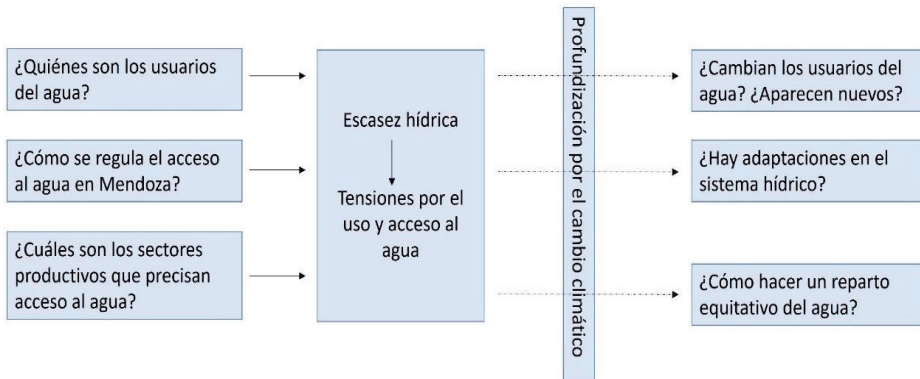 ¿Quiénes son los usuarios
del agua?
¿Cómo se regula el acceso
al agua en Mendoza?
¿Cuáles son los sectores
productivos que precisan
acceso al agua?
Escasez hídrica
Tensiones por el
uso y acceso al
agua
Profundización por el cambio climático
¿Cambian los usuarios del
agua? ¿Aparecen nuevos?
¿Hay adaptaciones en el
sistema hídrico?
¿Cómo hacer un reparto
equitativo del agua?